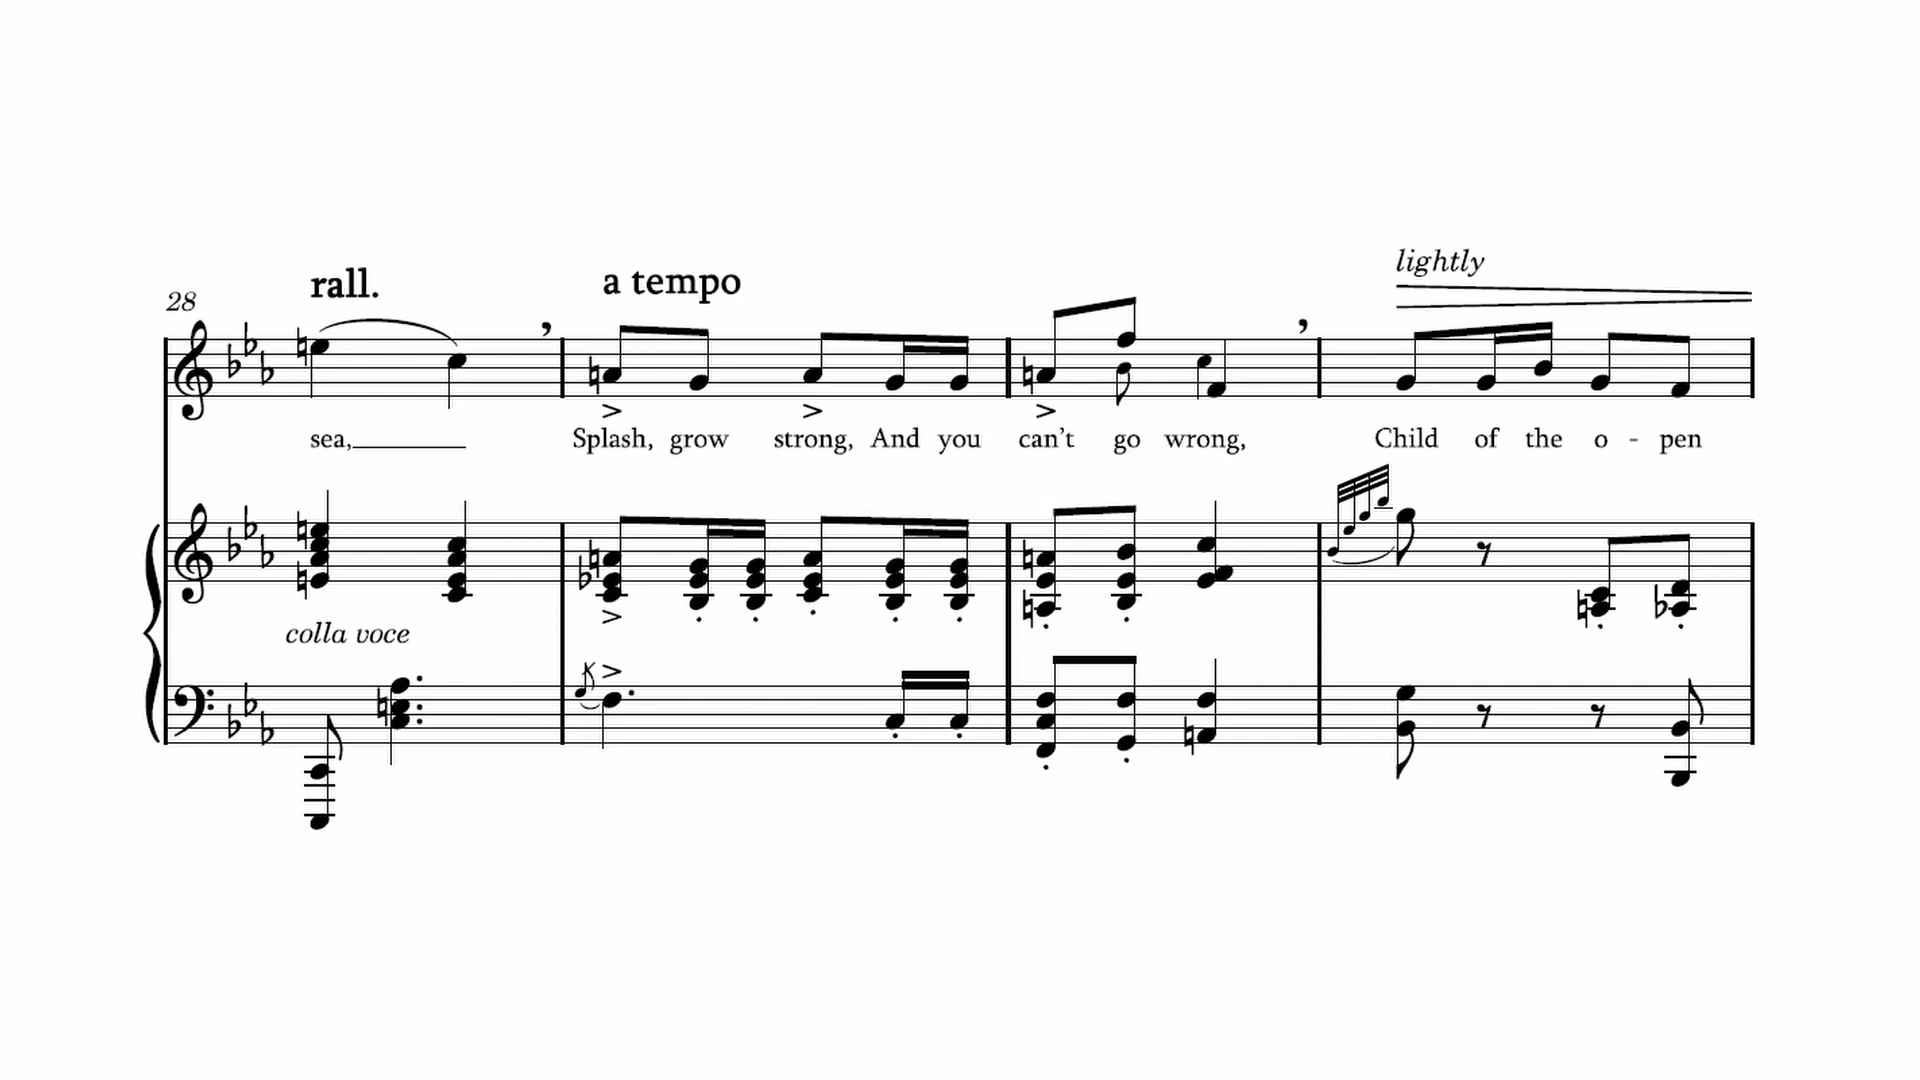 lightly
rall. a tempo
28
sea, Splash, grow strong, And you can't go wrong, Child of the o - pen
colla voce